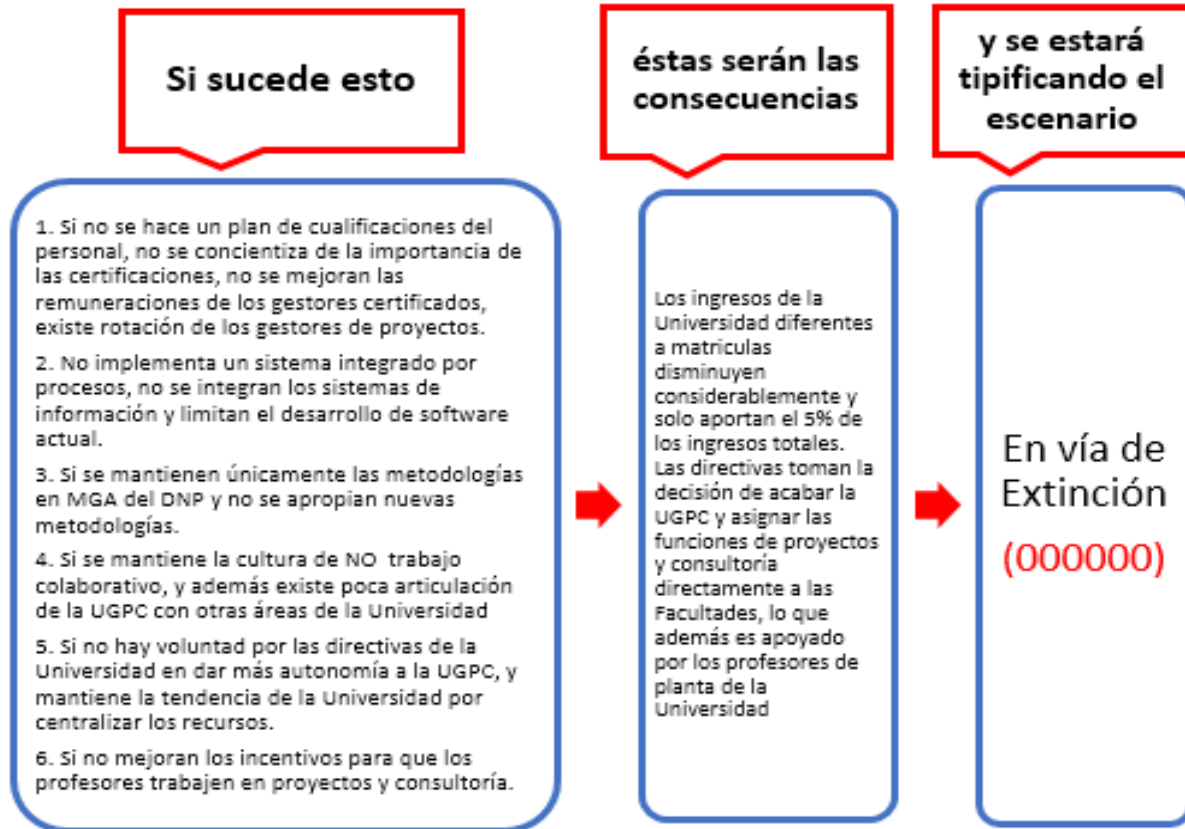 Si sucede esto
éstas serán las
consecuencias
y se estará
tipificando el
escenario
1. Si no se hace un plan de cualificaciones del
personal, no se concientiza de la importancia de
las certificaciones, no se mejoran las
remuneraciones de los gestores certificados,
existe rotación de los gestores de proyectos.
2. No implementa un sistema integrado por
procesos, no se integran los sistemas de
información y limitan el desarrollo de software
actual.
3. Si se mantienen únicamente las metodologías
en MGA del DNP y no se apropian nuevas
metodologías.
4. Si se mantiene la cultura de NO trabajo
colaborativo, y además existe poca articulación
de la UGPC con otras áreas de la Universidad
5. Si no hay voluntad por las directivas de la
Universidad en dar más autonomía a la UGPC, y
mantiene la tendencia de la Universidad por
centralizar los recursos.
6. Si no mejoran los incentivos para que los
profesores trabajen en proyectos y consultoría.
Los ingresos de la
Universidad diferentes
a matriculas
disminuyen
considerablemente y
solo aportan el 5% de
los ingresos totales.
Las directivas toman la
decisión de acabar la
UGPC y asignar las
funciones de proyectos
y consultoría
directamente a las
Facultades, lo que
además es apoyado
por los profesores de
planta de la
Universidad
En vía de
Extinción
(000000)